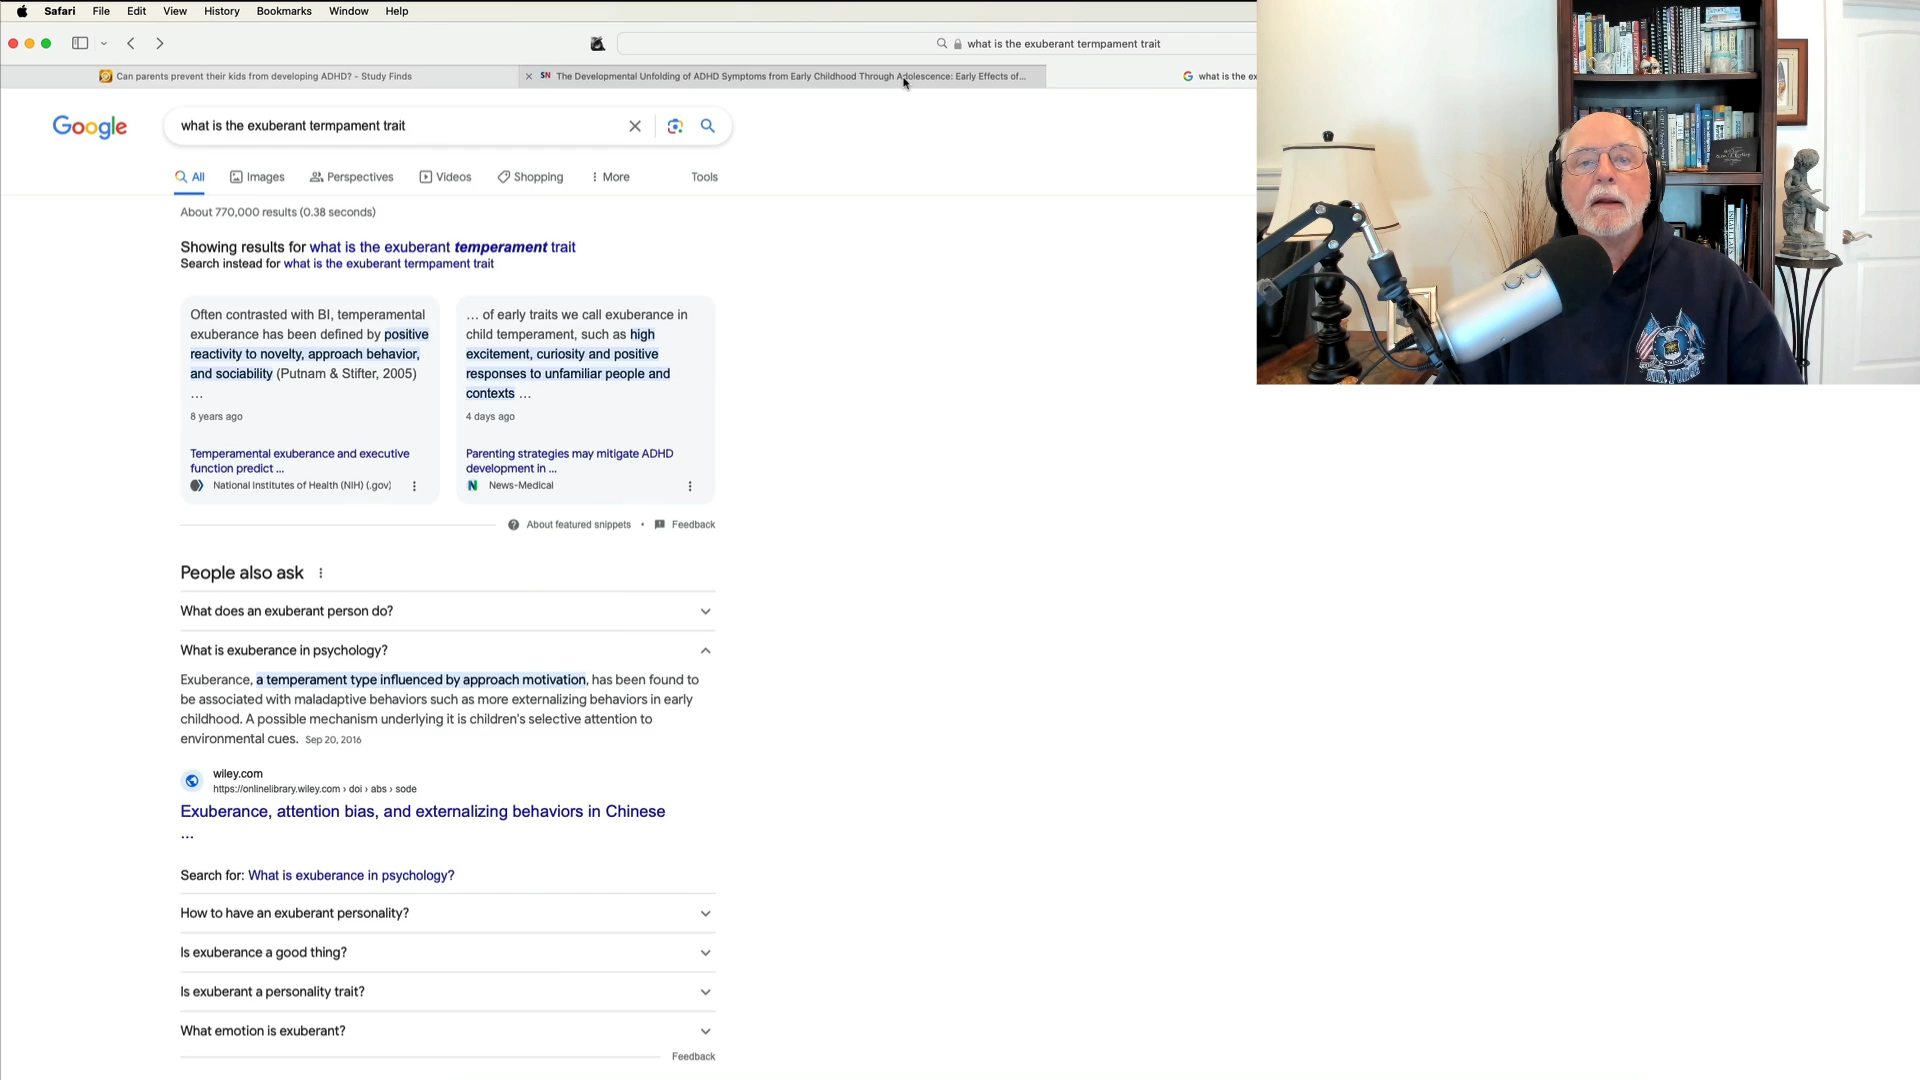 Safari File Edit View History Bookmarks Window Help
what is the exuberant termpament trait
Can parents prevent their kids from developing ADHD? - Study Finds
SN The Developmental Unfolding of ADHD Symptoms from Early Childhood Through Adolescence: Early Effects of...
what is the ex
Google
what is the exuberant termpament trait
All Images Perspectives Videos Shopping More Tools
About 770,000 results (0.38 seconds)
Showing results for what is the exuberant temperament trait
Search instead for what is the exuberant termpament trait
Often contrasted with BI, temperamental
exuberance has been defined by positive
reactivity to novelty, approach behavior,
and sociability (Putnam & Stifter, 2005)
...
8 years ago
Temperamental exuberance and executive
function predict ...
National Institutes of Health (NIH) (.gov)
... of early traits we call exuberance in
child temperament, such as high
excitement, curiosity and positive
responses to unfamiliar people and
contexts ...
4 days ago
Parenting strategies may mitigate ADHD
development in ...
News-Medical
About featured snippets • Feedback
People also ask
What does an exuberant person do?
What is exuberance in psychology?
Exuberance, a temperament type influenced by approach motivation, has been found to
be associated with maladaptive behaviors such as more externalizing behaviors in early
childhood. A possible mechanism underlying it is children's selective attention to
environmental cues. Sep 20, 2016
wiley.com
https://onlinelibrary.wiley.com › doi › abs › sode
Exuberance, attention bias, and externalizing behaviors in Chinese
...
Search for: What is exuberance in psychology?
How to have an exuberant personality?
Is exuberance a good thing?
Is exuberant a personality trait?
What emotion is exuberant?
Feedback
AIR FORCE